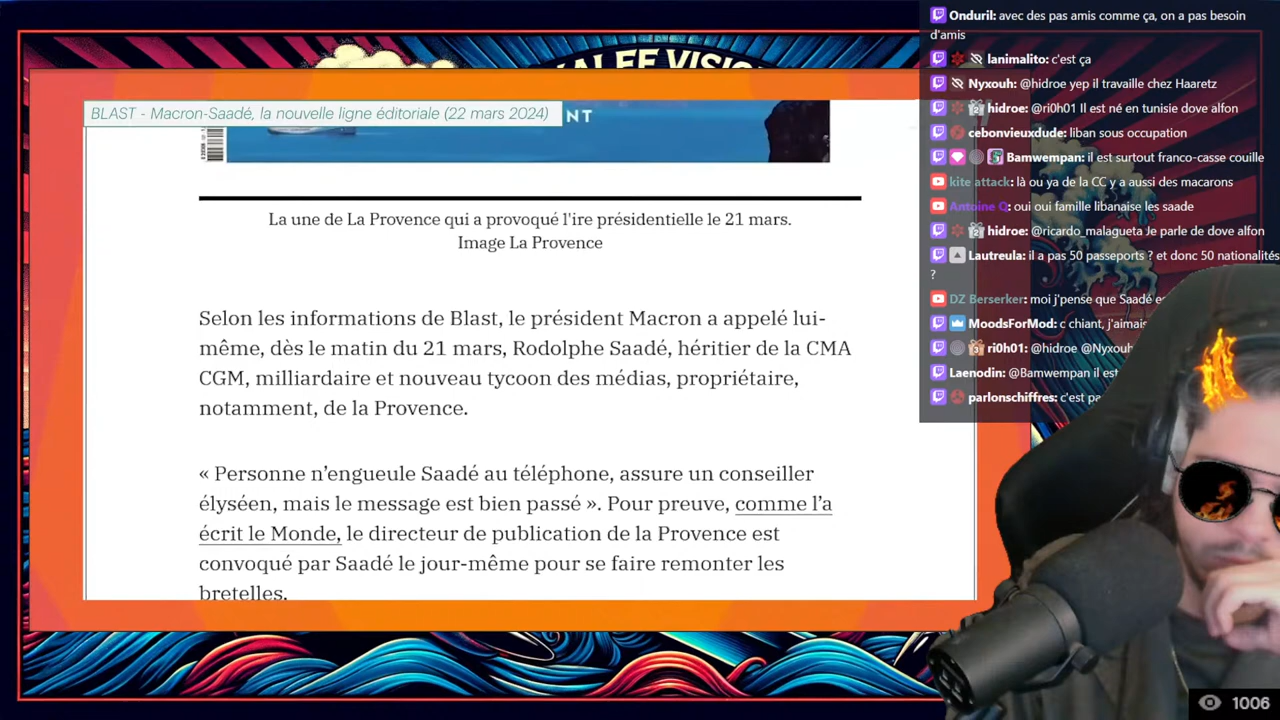 BLAST - Macron-Saadé, la nouvelle ligne éditoriale (22 mars 2024)
NT
La une de La Provence qui a provoqué l'ire présidentielle le 21 mars.
Image La Provence
Selon les informations de Blast, le président Macron a appelé lui-
même, dès le matin du 21 mars, Rodolphe Saadé, héritier de la CMA
CGM, milliardaire et nouveau tycoon des médias, propriétaire,
notamment, de la Provence.
« Personne n'engueule Saadé au téléphone, assure un conseiller
élyséen, mais le message est bien passé ». Pour preuve, comme l'a
écrit le Monde, le directeur de publication de la Provence est
convoqué par Saadé le jour-même pour se faire remonter les
bretelles.
Onduril: avec des pas amis comme ça, on a pas besoin
d'amis
lanimalito: c'est ça
Nyxouh: @hidroe yep il travaille chez Haaretz
hidroe: @ri0h01 Il est né en tunisie dove alfon
cebonvieuxdude: liban sous occupation
Bamwempan: il est surtout franco-casse couille
kite attack: là ou ya de la CC y a aussi des macarons
Antoine Q: oui oui famille libanaise les saade
hidroe: @ricardo_malagueta Je parle de dove alfon
Lautreula: il a pas 50 passeports ? et donc 50 nationalités
?
DZ Berserker: moi j'pense que Saadé
MoodsForMod: c chiant, j'aimais
ri0h01: @hidroe @Nyxouh
Laenodin: @Bamwempan il est
parlonschiffres: c'est
1006